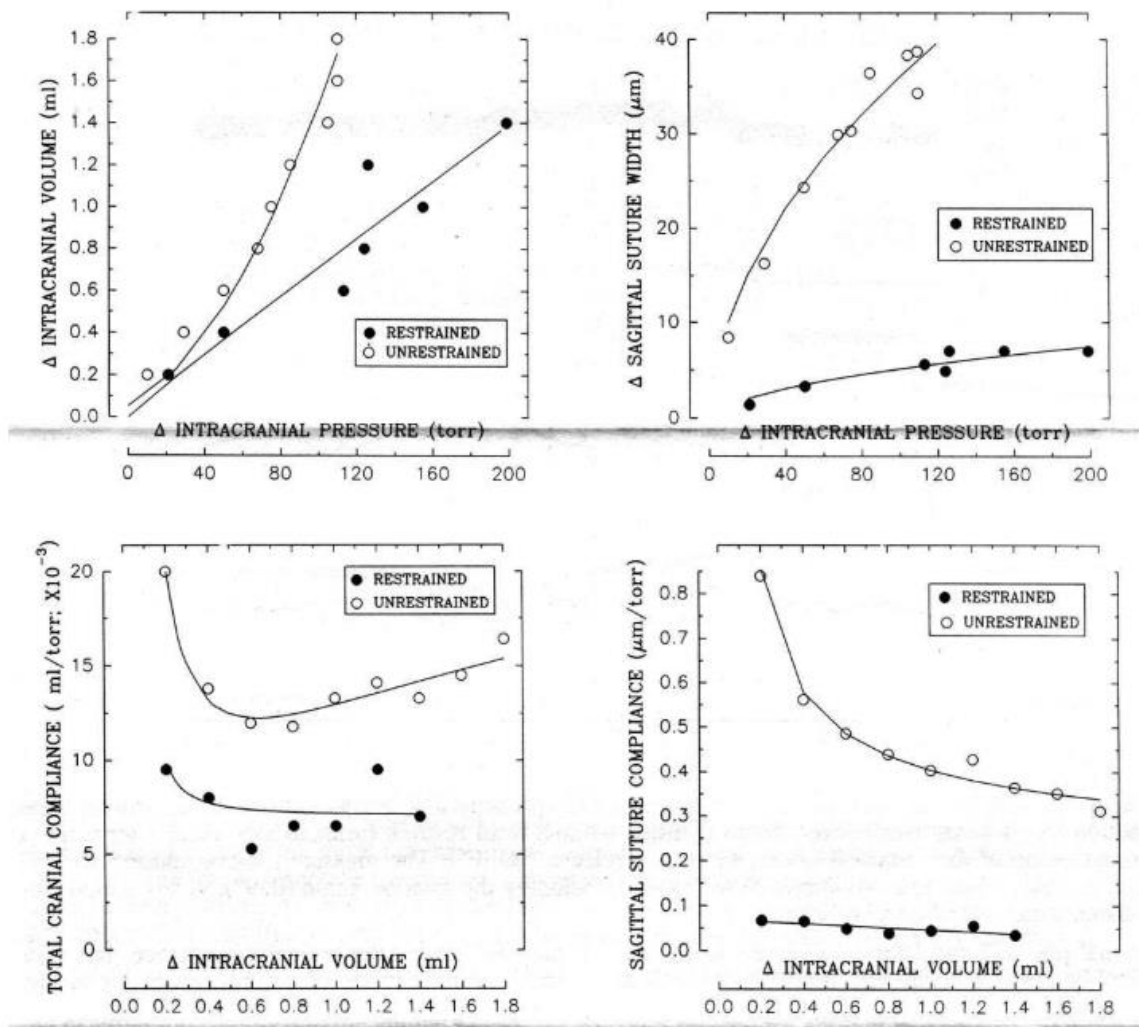 Δ INTRACRANIAL VOLUME (ml)
1.8
1.6
1.4
1.2
1.0
0.8
0.6
0.4
0.2
0.0
● RESTRAINED
○ UNRESTRAINED
Δ INTRACRANIAL PRESSURE (torr)
0 40 80 120 160 200
Δ SAGITTAL SUTURE WIDTH (μm)
40
30
20
10
0
● RESTRAINED
○ UNRESTRAINED
Δ INTRACRANIAL PRESSURE (torr)
0 40 80 120 160 200
TOTAL CRANIAL COMPLIANCE ( ml/torr: X10⁻³)
20
15
10
5
0
● RESTRAINED
○ UNRESTRAINED
Δ INTRACRANIAL VOLUME (ml)
0.0 0.2 0.4 0.6 0.8 1.0 1.2 1.4 1.6 1.8
SAGITTAL SUTURE COMPLIANCE (μm/torr)
0.8
0.7
0.6
0.5
0.4
0.3
0.2
0.1
0.0
● RESTRAINED
○ UNRESTRAINED
Δ INTRACRANIAL VOLUME (ml)
0.0 0.2 0.4 0.6 0.8 1.0 1.2 1.4 1.6 1.8